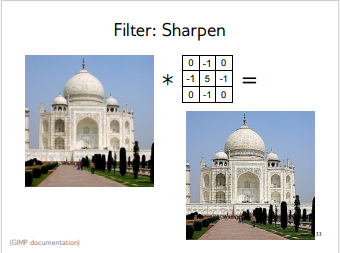 Filter: Sharpen
* 0 -1 0
-1 5 -1 =
0 -1 0
33
(GIMP documentation)